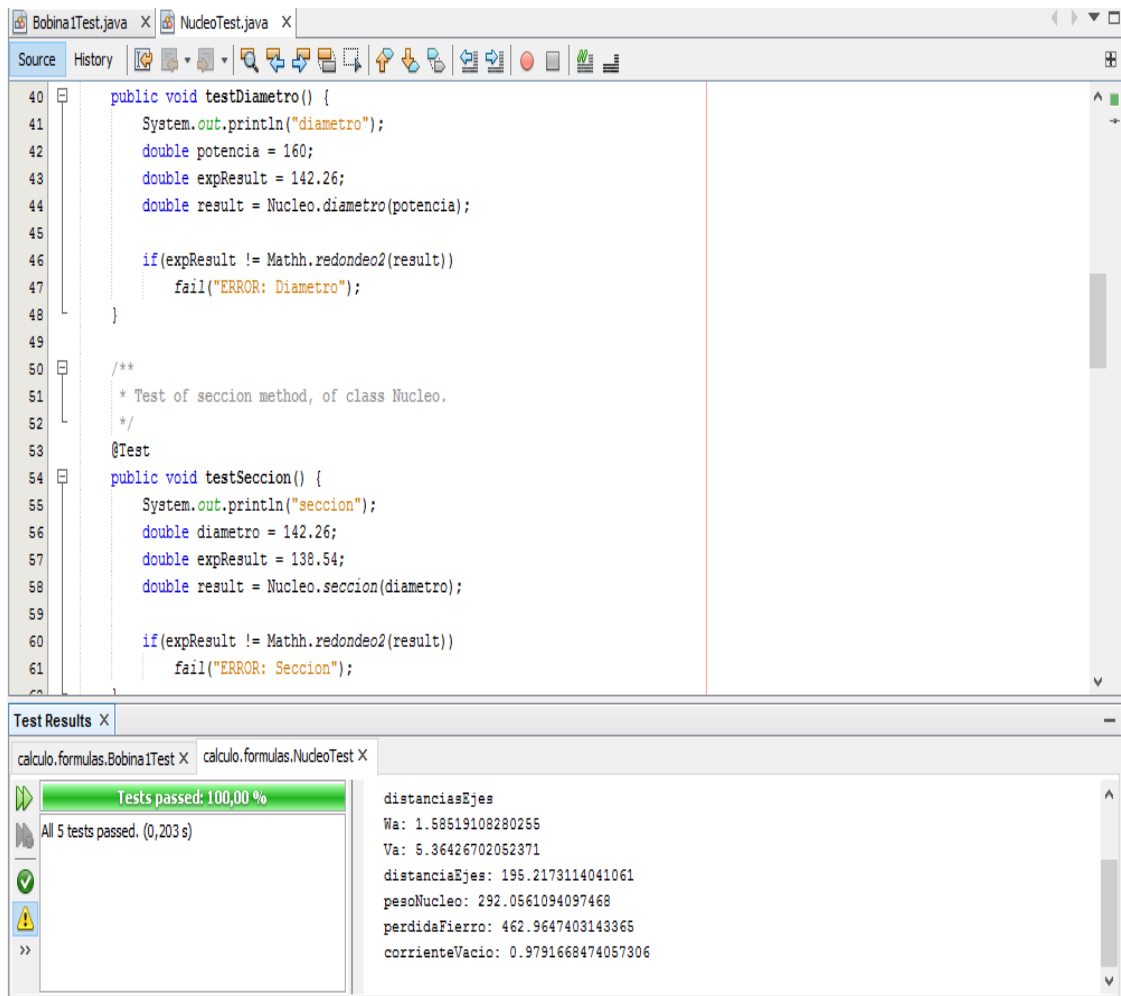 Bobina1Test.java X NucleoTest.java X
Source History
40 public void testDiametro() {
41 System.out.println("diametro");
42 double potencia = 160;
43 double expResult = 142.26;
44 double result = Nucleo.diametro(potencia);
45
46 if(expResult != Mathh.redondeo2(result))
47 fail("ERROR: Diametro");
48 }
49
50 /**
51 * Test of seccion method, of class Nucleo.
52 */
53 @Test
54 public void testSeccion() {
55 System.out.println("seccion");
56 double diametro = 142.26;
57 double expResult = 138.54;
58 double result = Nucleo.seccion(diametro);
59
60 if(expResult != Mathh.redondeo2(result))
61 fail("ERROR: Seccion");
Test Results X
calculo.formulas.Bobina1Test X calculo.formulas.NucleoTest X
Tests passed: 100,00 %
All 5 tests passed. (0,203 s)
distanciasEjes
Wa: 1.58519108280255
Va: 5.36426702052371
distanciaEjes: 195.2173114041061
pesoNucleo: 292.0561094097468
perdidaFierro: 462.9647403143365
corrienteVacio: 0.9791668474057306